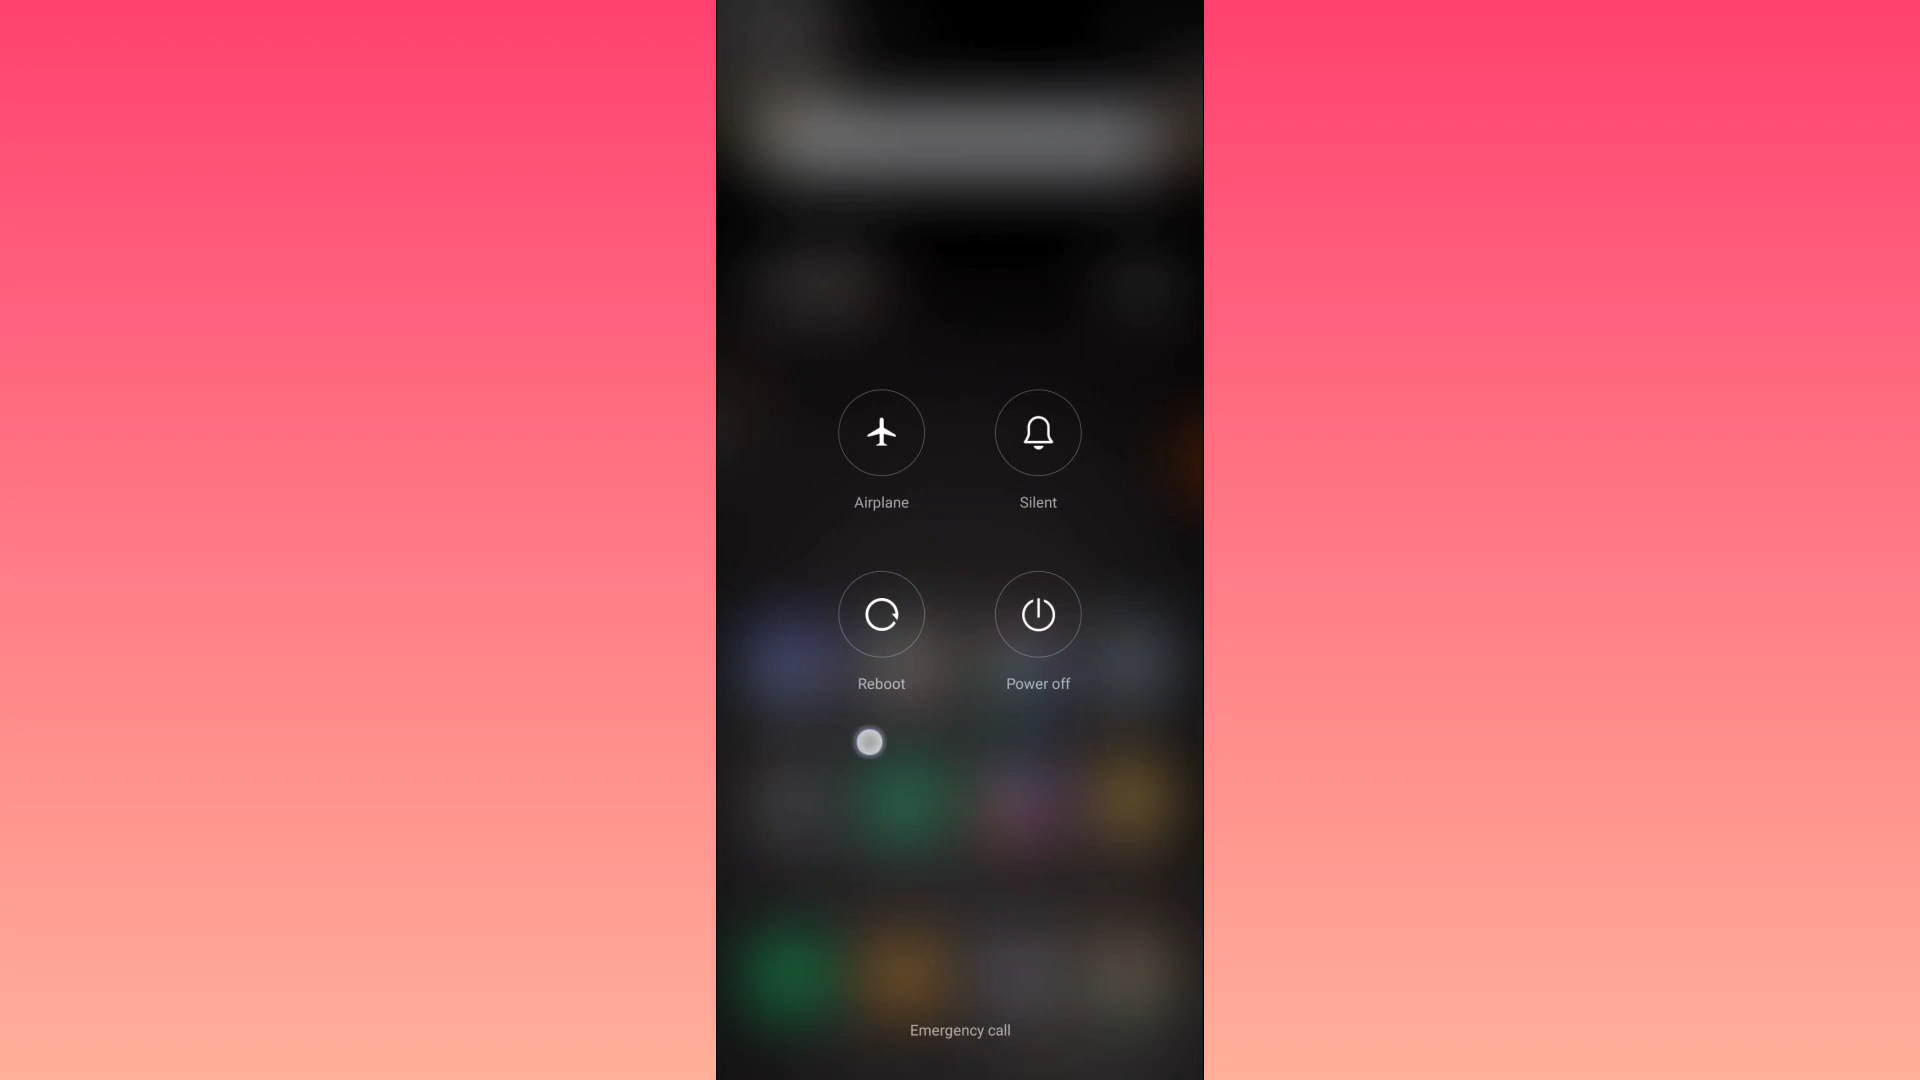 Airplane
Silent
Reboot
Power off
Emergency call